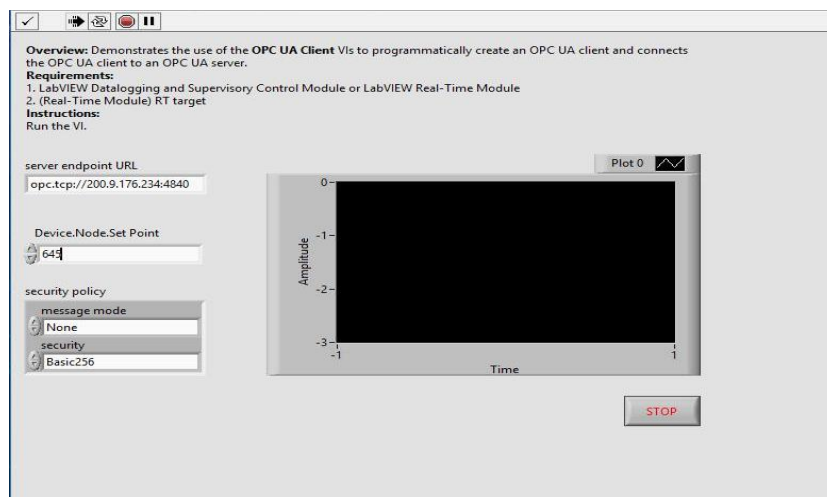 Overview: Demonstrates the use of the OPC UA Client VIs to programmatically create an OPC UA client and connects
the OPC UA client to an OPC UA server.
Requirements:
1. LabVIEW Datalogging and Supervisory Control Module or LabVIEW Real-Time Module
2. (Real-Time Module) RT target
Instructions:
Run the VI.
server endpoint URL
opc.tcp://200.9.176.234:4840
Device.Node.Set Point
645
security policy
message mode
None
security
Basic256
Plot 0
Amplitude
0
-1
-2
-3
-1
1
Time
STOP